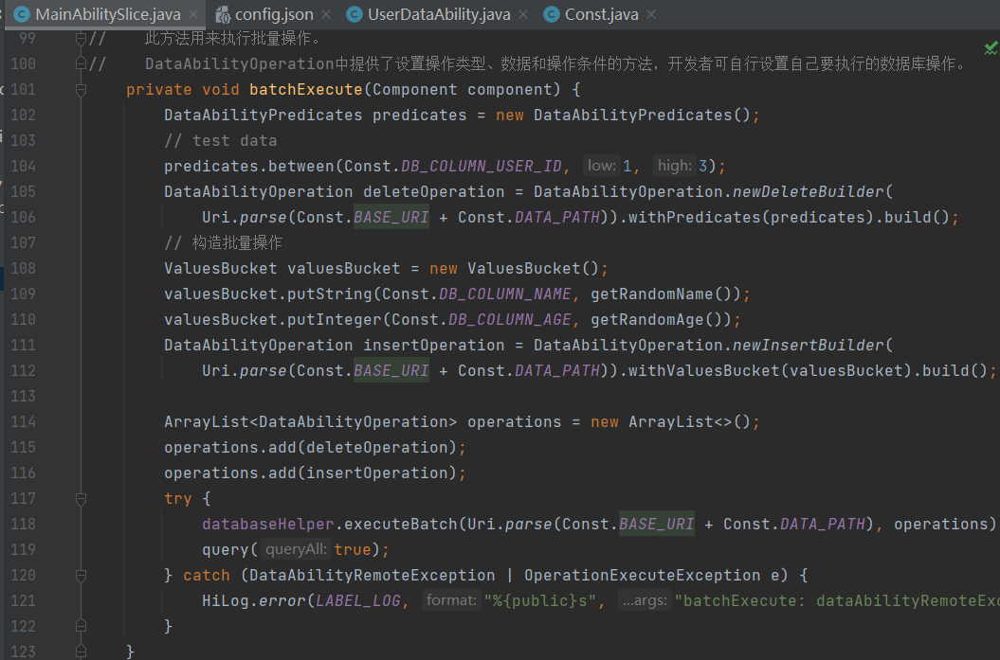 MainAbilitySlice.java × config.json × UserDataAbility.java × Const.java ×
99 // 此方法用来执行批量操作。
100 // DataAbilityOperation中提供了设置操作类型、数据和操作条件的方法，开发者可自行设置自己要执行的数据库操作。
101 private void batchExecute(Component component) {
102 DataAbilityPredicates predicates = new DataAbilityPredicates();
103 // test data
104 predicates.between(Const.DB_COLUMN_USER_ID, low: 1, high: 3);
105 DataAbilityOperation deleteOperation = DataAbilityOperation.newDeleteBuilder(
106 Uri.parse(Const.BASE_URI + Const.DATA_PATH)).withPredicates(predicates).build();
107 // 构造批量操作
108 ValuesBucket valuesBucket = new ValuesBucket();
109 valuesBucket.putString(Const.DB_COLUMN_NAME, getRandomName());
110 valuesBucket.putInteger(Const.DB_COLUMN_AGE, getRandomAge());
111 DataAbilityOperation insertOperation = DataAbilityOperation.newInsertBuilder(
112 Uri.parse(Const.BASE_URI + Const.DATA_PATH)).withValuesBucket(valuesBucket).build();
113
114 ArrayList<DataAbilityOperation> operations = new ArrayList<>();
115 operations.add(deleteOperation);
116 operations.add(insertOperation);
117 try {
118 databaseHelper.executeBatch(Uri.parse(Const.BASE_URI + Const.DATA_PATH), operations)
119 query( queryAll: true);
120 } catch (DataAbilityRemoteException | OperationExecuteException e) {
121 HiLog.error(LABEL_LOG, format: "%{public}s", ...args: "batchExecute: dataAbilityRemoteExc
122 }
123 }